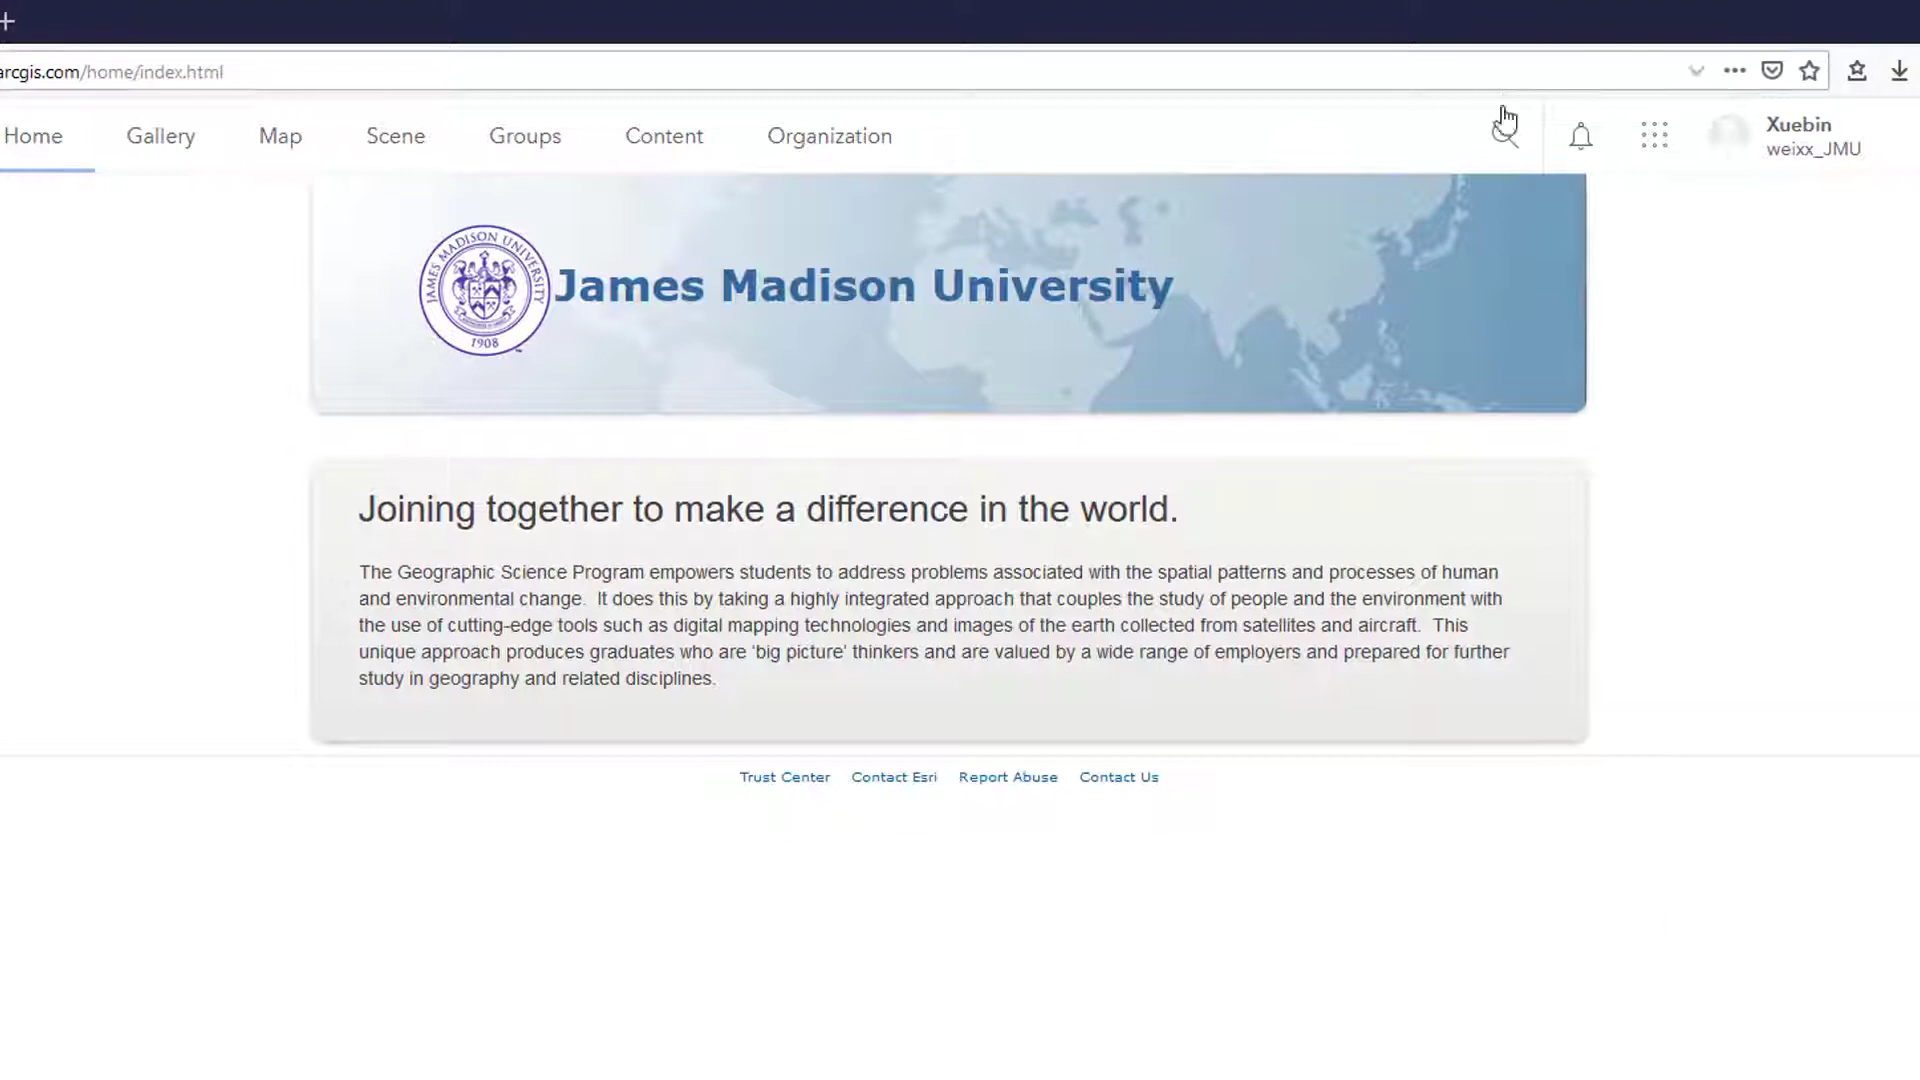 arcgis.com/home/index.html
Home Gallery Map Scene Groups Content Organization
Xuebin
weixx_JMU
JAMES MADISON UNIVERSITY
1908
James Madison University
Joining together to make a difference in the world.
The Geographic Science Program empowers students to address problems associated with the spatial patterns and processes of human
and environmental change.  It does this by taking a highly integrated approach that couples the study of people and the environment with
the use of cutting-edge tools such as digital mapping technologies and images of the earth collected from satellites and aircraft.  This
unique approach produces graduates who are ‘big picture’ thinkers and are valued by a wide range of employers and prepared for further
study in geography and related disciplines.
Trust Center Contact Esri Report Abuse Contact Us